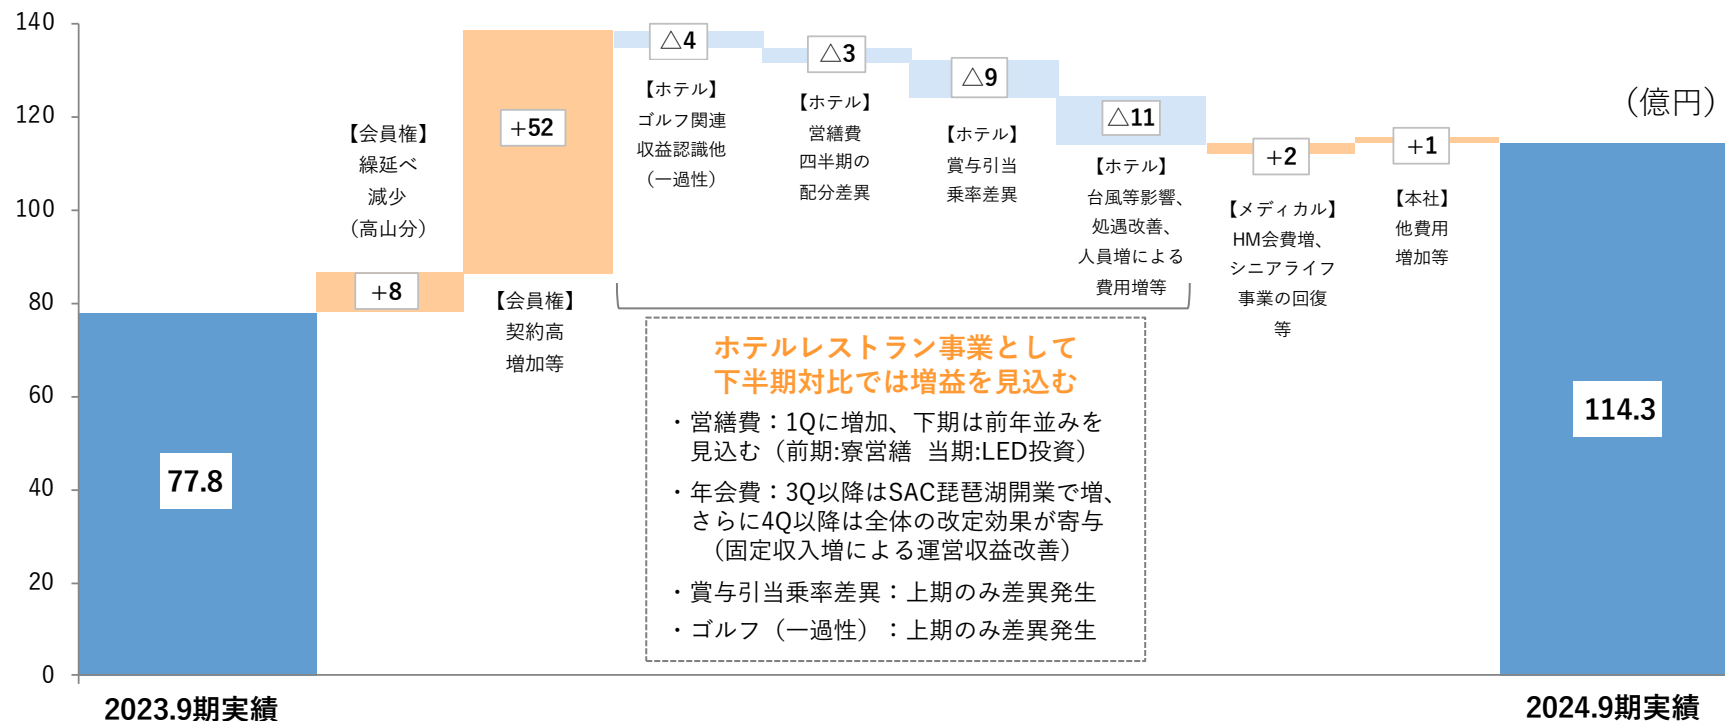 140
120
100
80
60
40
20
0
（億円）
77.8
2023.9期実績
+8
【会員権】
繰延べ
減少
（高山分）
+52
【会員権】
契約高
増加等
△4
【ホテル】
ゴルフ関連
収益認識他
（一過性）
△3
【ホテル】
営繕費
四半期の
配分差異
△9
【ホテル】
賞与引当
乗率差異
△11
【ホテル】
台風等影響、
処遇改善、
人員増による
費用増等
+2
【メディカル】
HM会費増、
シニアライフ
事業の回復
等
+1
【本社】
他費用
増加等
114.3
2024.9期実績
ホテルレストラン事業として
下半期対比では増益を見込む
・営繕費：1Qに増加、下期は前年並みを
見込む（前期:寮営繕 当期:LED投資）
・年会費：3Q以降はSAC琵琶湖開業で増、
さらに4Q以降は全体の改定効果が寄与
（固定収入増による運営収益改善）
・賞与引当乗率差異：上期のみ差異発生
・ゴルフ（一過性）：上期のみ差異発生